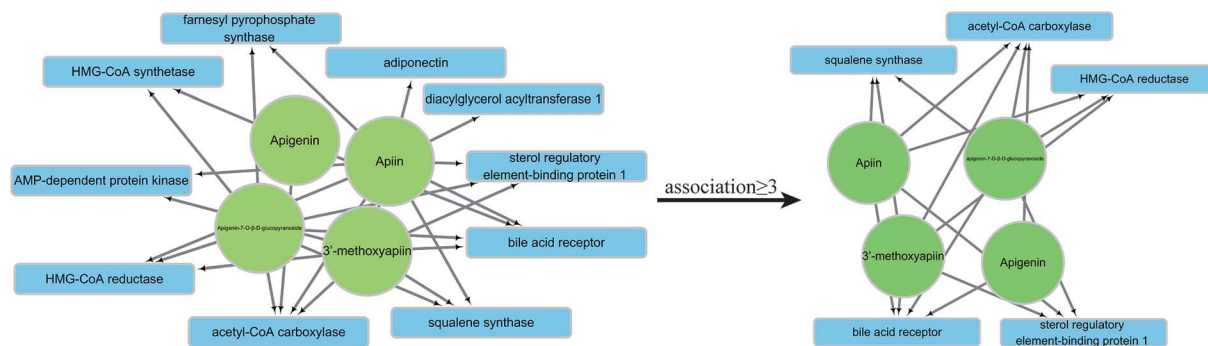 farnesyl pyrophosphate
synthase
HMG-CoA synthetase
adiponectin
diacylglycerol acyltransferase 1
Apigenin
Apiin
AMP-dependent protein kinase
sterol regulatory
element-binding protein 1
Apigenin-7-O-β-D-glucopyranoside
3'-methoxyapiin
bile acid receptor
HMG-CoA reductase
acetyl-CoA carboxylase
squalene synthase
association≥3
acetyl-CoA carboxylase
squalene synthase
HMG-CoA reductase
Apiin
apigenin-7-O-β-D-glucopyranoside
3'-methoxyapiin
Apigenin
bile acid receptor
sterol regulatory
element-binding protein 1